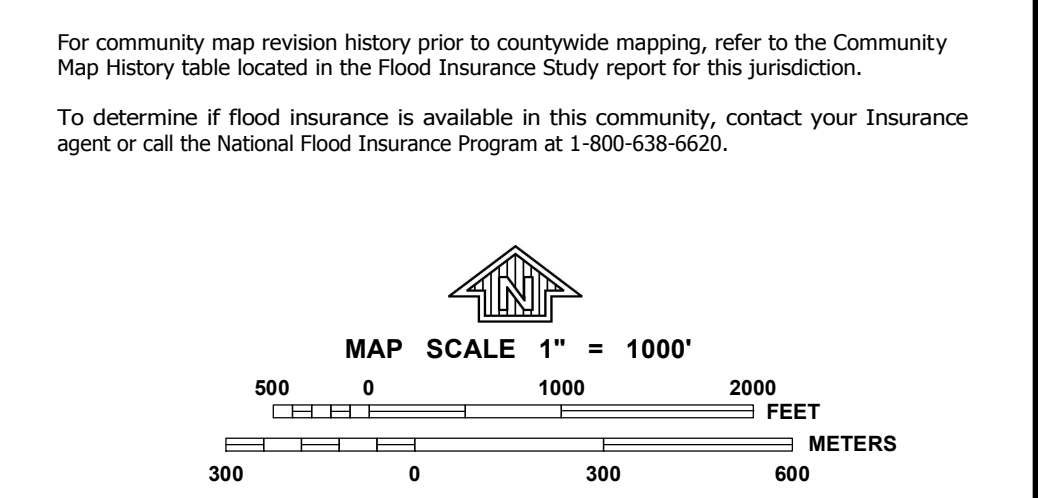 For community map revision history prior to countywide mapping, refer to the Community
Map History table located in the Flood Insurance Study report for this jurisdiction.
To determine if flood insurance is available in this community, contact your Insurance
agent or call the National Flood Insurance Program at 1-800-638-6620.
N
MAP SCALE 1" = 1000'
500 0 1000 2000
FEET
METERS
300 0 300 600